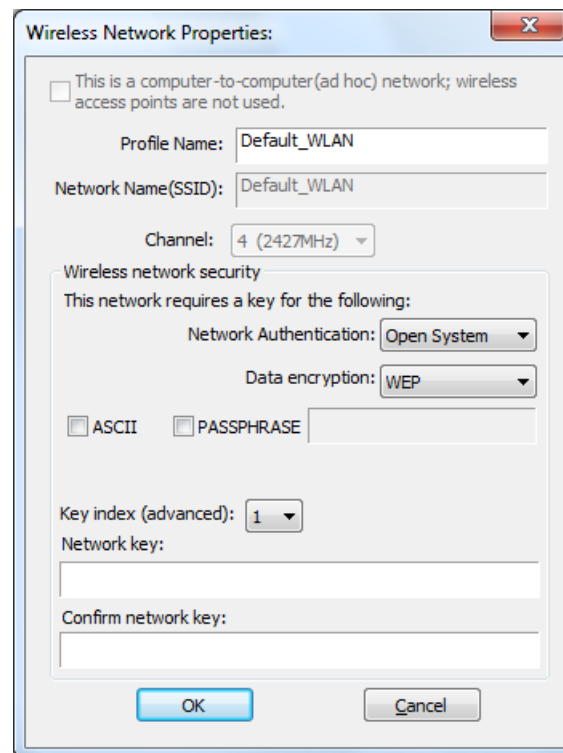 Wireless Network Properties:
This is a computer-to-computer(ad hoc) network; wireless
access points are not used.
Profile Name: Default_WLAN
Network Name(SSID): Default_WLAN
Channel: 4 (2427MHz)
Wireless network security
This network requires a key for the following:
Network Authentication: Open System
Data encryption: WEP
ASCII PASSPHRASE
Key index (advanced): 1
Network key:
Confirm network key:
OK Cancel